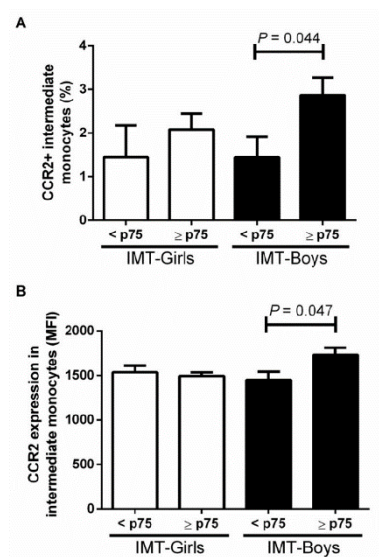 A
P = 0.044
CCR2+ intermediate
monocytes (%)
4
3
2
1
0
< p75
≥ p75
< p75
≥ p75
IMT-Girls
IMT-Boys
B
P = 0.047
CCR2 expression in
intermediate monocytes (MFI)
2000
1500
1000
500
0
< p75
≥ p75
< p75
≥ p75
IMT-Girls
IMT-Boys